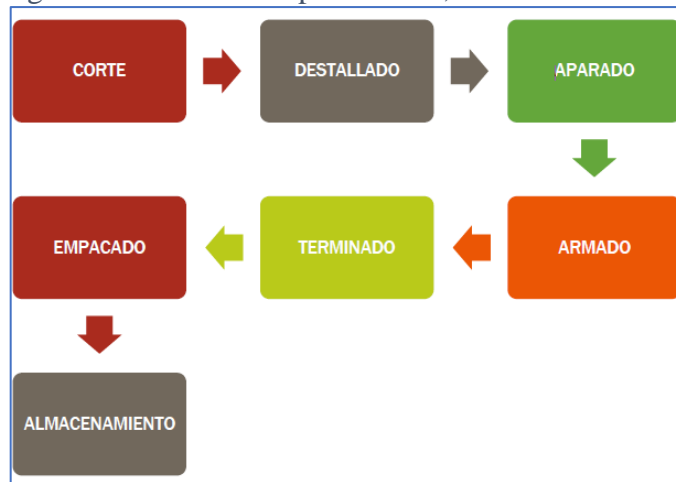 CORTE
DESTALLADO
APARADO
ARMADO
TERMINADO
EMPACADO
ALMACENAMIENTO